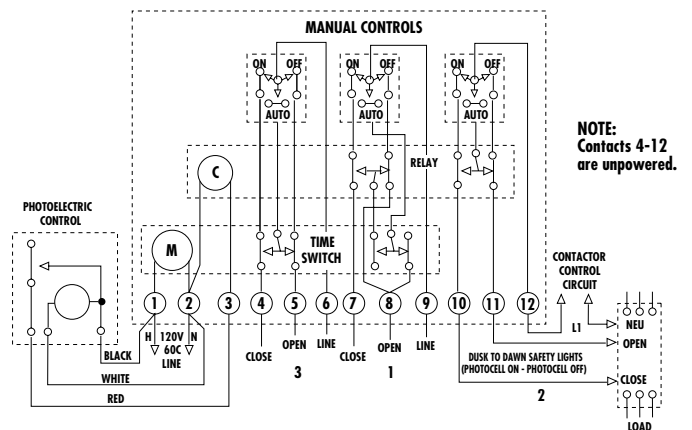 MANUAL CONTROLS
ON OFF
ON OFF
ON OFF
AUTO
AUTO
AUTO
NOTE:
Contacts 4-12
are unpowered.
RELAY
C
PHOTOELECTRIC
CONTROL
M
TIME
SWITCH
CONTACTOR
CONTROL
CIRCUIT
1 2 3 4 5 6 7 8 9 10 11 12
L1
NEU
OPEN
CLOSE
LOAD
H 120V N
60C
LINE
CLOSE
OPEN
LINE
3
CLOSE
OPEN
LINE
1
DUSK TO DAWN SAFETY LIGHTS
(PHOTOCELL ON - PHOTOCELL OFF)
2
BLACK
WHITE
RED